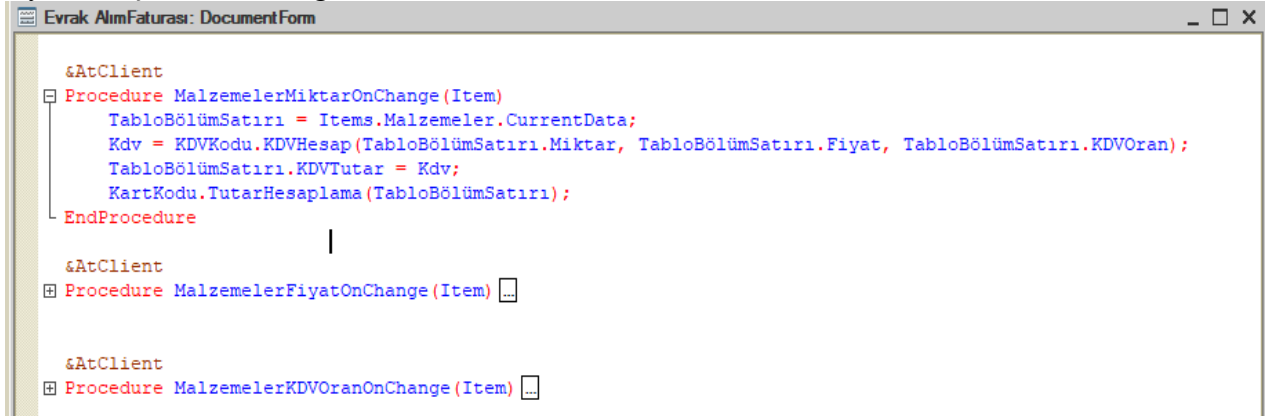 Evrak AlımFaturası: DocumentForm
&AtClient
Procedure MalzemelerMiktarOnChange(Item)
TabloBölümSatırı = Items.Malzemeler.CurrentData;
Kdv = KDVKodu.KDVHesap(TabloBölümSatırı.Miktar, TabloBölümSatırı.Fiyat, TabloBölümSatırı.KDVOran);
TabloBölümSatırı.KDVTutar = Kdv;
KartKodu.TutarHesaplama(TabloBölümSatırı);
EndProcedure
&AtClient
Procedure MalzemelerFiyatOnChange(Item) ...
&AtClient
Procedure MalzemelerKDVOranOnChange(Item) ...